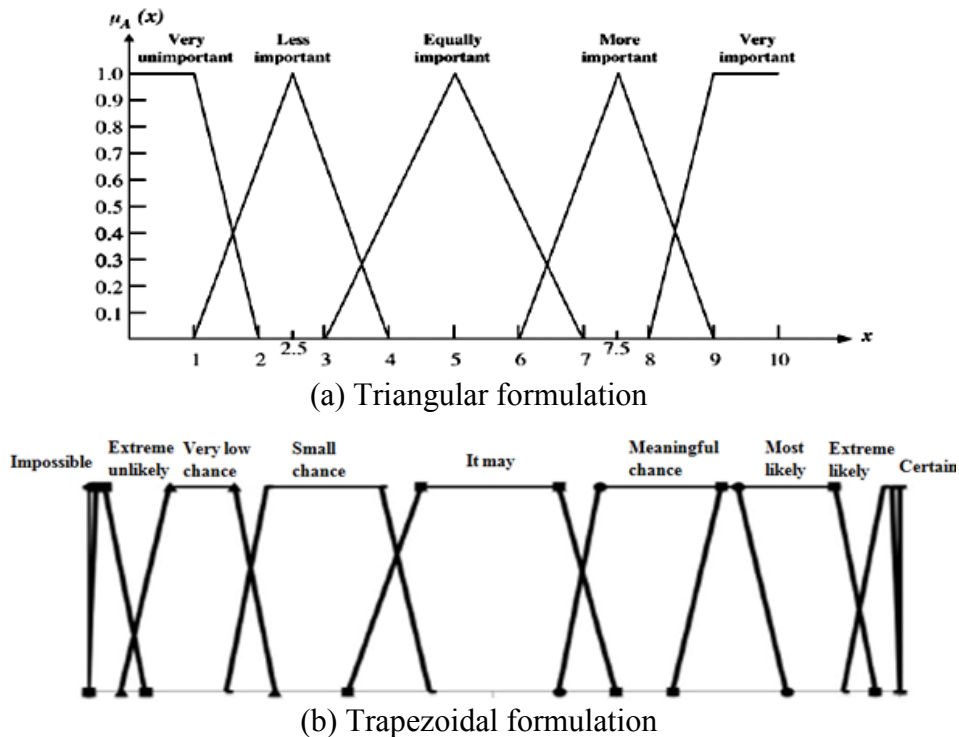 μA (x)
Very unimportant
Less important
Equally important
More important
Very important
1.0
0.9
0.8
0.7
0.6
0.5
0.4
0.3
0.2
0.1
1 2 2.5 3 4 5 6 7 7.5 8 9 10 x
(a) Triangular formulation
Impossible
Extreme unlikely
Very low chance
Small chance
It may
Meaningful chance
Most likely
Extreme likely
Certain
(b) Trapezoidal formulation